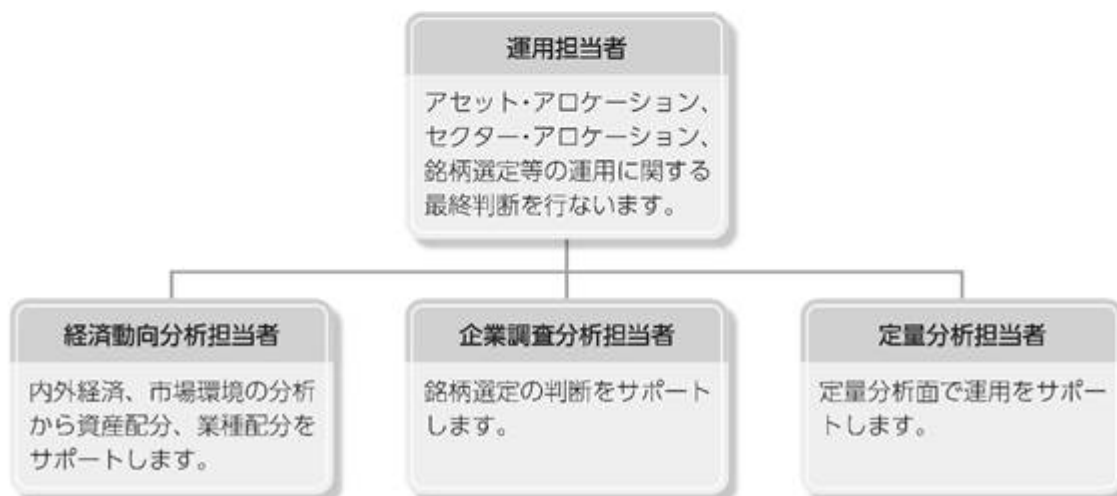 運用担当者
アセット・アロケーション、
セクター・アロケーション、
銘柄選定等の運用に関する
最終判断を行ないます。
経済動向分析担当者
内外経済、市場環境の分析
から資産配分、業種配分を
サポートします。
企業調査分析担当者
銘柄選定の判断をサポート
します。
定量分析担当者
定量分析面で運用をサポー
トします。